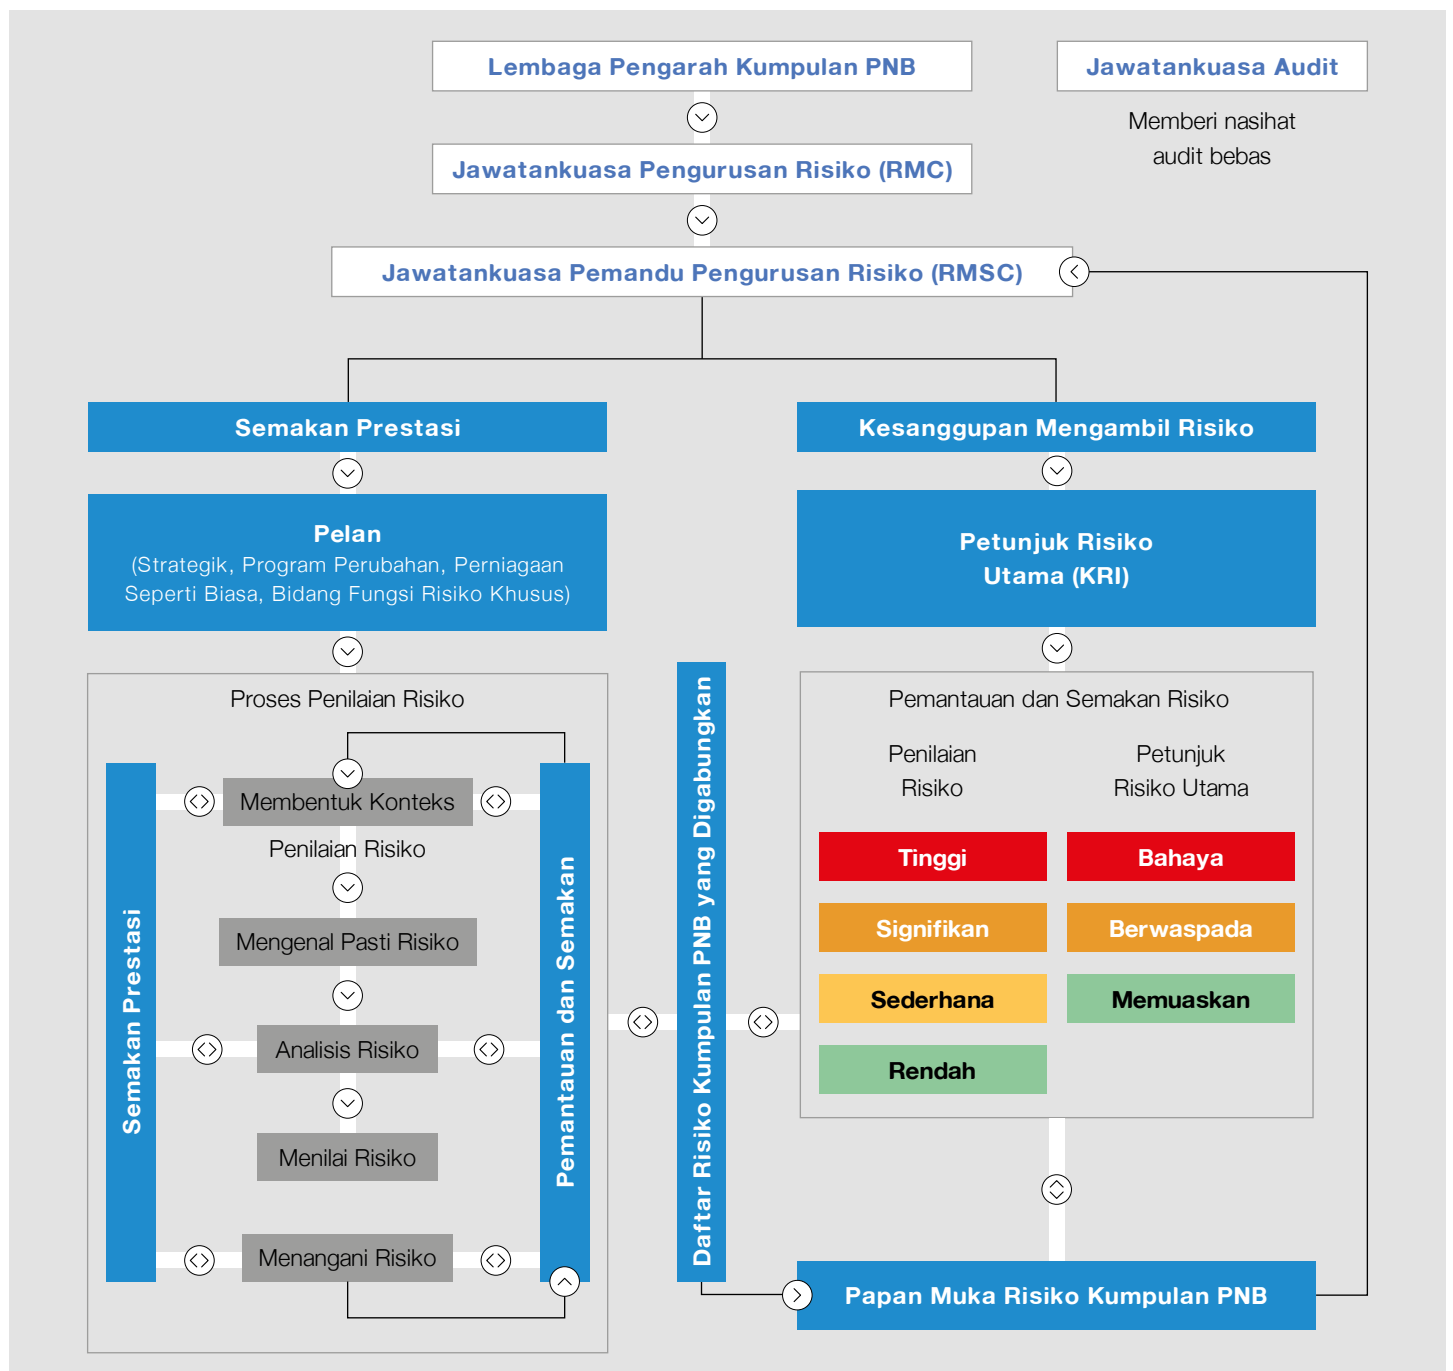 Lembaga Pengarah Kumpulan PNB
Jawatankuasa Audit
Memberi nasihat
audit bebas
Jawatankuasa Pengurusan Risiko (RMC)
Jawatankuasa Pemandu Pengurusan Risiko (RMSC)
Semakan Prestasi
Pelan
(Strategik, Program Perubahan, Perniagaan
Seperti Biasa, Bidang Fungsi Risiko Khusus)
Proses Penilaian Risiko
Semakan Prestasi
Membentuk Konteks
Penilaian Risiko
Mengenal Pasti Risiko
Analisis Risiko
Menilai Risiko
Menangani Risiko
Pemantauan dan Semakan
Daftar Risiko Kumpulan PNB yang Digabungkan
Kesanggupan Mengambil Risiko
Petunjuk Risiko
Utama (KRI)
Pemantauan dan Semakan Risiko
Penilaian
Risiko
Tinggi
Signifikan
Sederhana
Rendah
Petunjuk
Risiko Utama
Bahaya
Berwaspada
Memuaskan
Papan Muka Risiko Kumpulan PNB